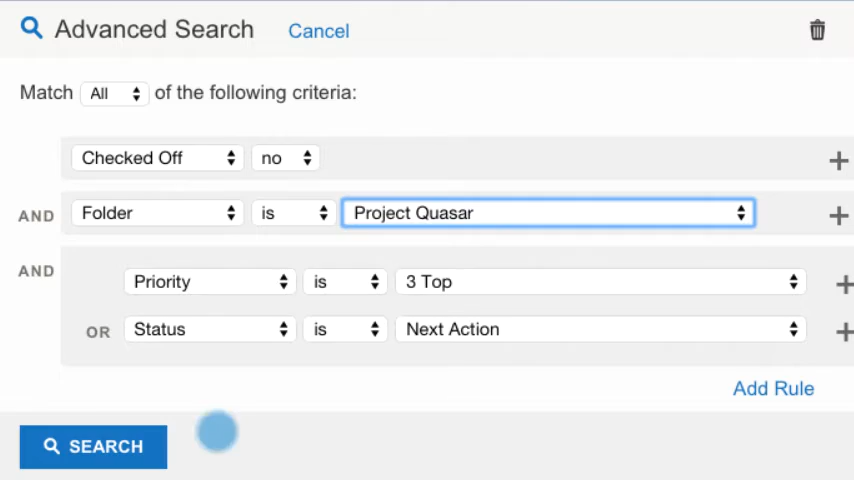 Advanced Search Cancel
Match All of the following criteria:
Checked Off no
AND Folder is Project Quasar
AND
Priority is 3 Top
OR Status is Next Action
Add Rule
SEARCH